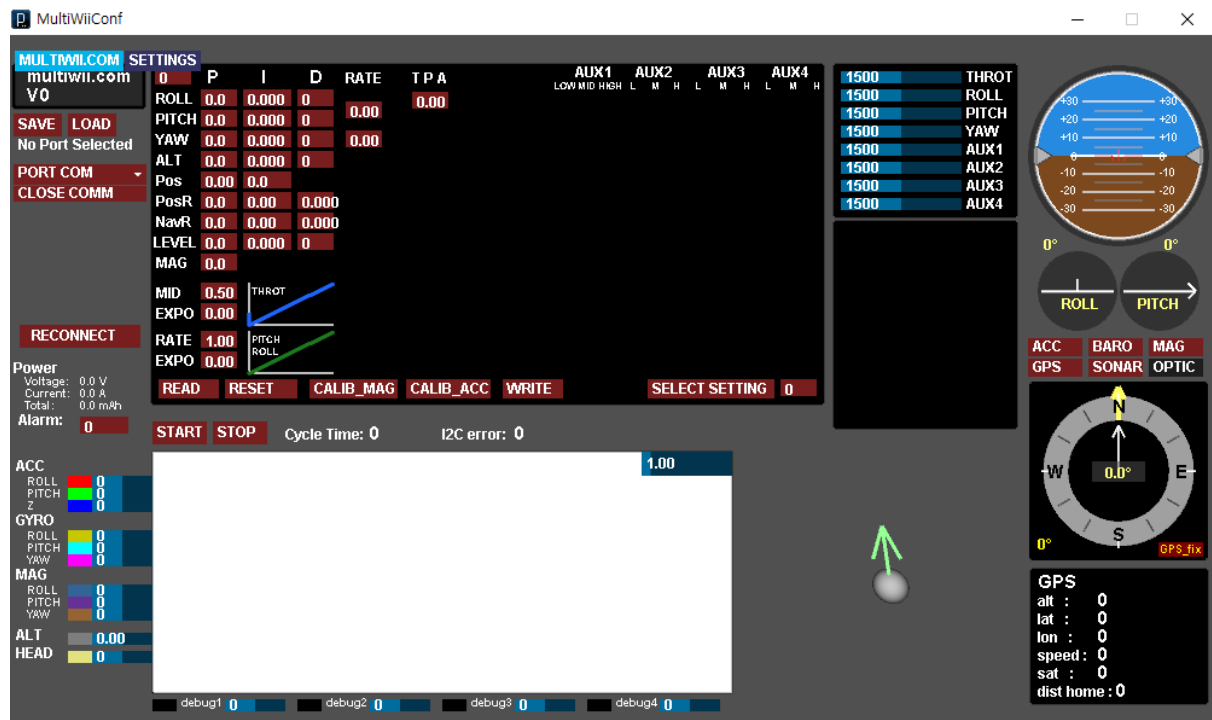 MultiWiiConf
MULTIWII.COM SETTINGS
multiwii.com
V0
SAVE LOAD
No Port Selected
PORT COM
CLOSE COMM
RECONNECT
Power
Voltage: 0.0 V
Current: 0.0 A
Total: 0.0 mAh
Alarm: 0
0 P I D RATE T P A
ROLL 0.0 0.000 0
0.00 0.00
PITCH 0.0 0.000 0
YAW 0.0 0.000 0 0.00
ALT 0.0 0.000 0
Pos 0.00 0.0
PosR 0.0 0.00 0.000
NavR 0.0 0.00 0.000
LEVEL 0.0 0.000 0
MAG 0.0
MID 0.50 THROT
EXPO 0.00
RATE 1.00 PITCH
ROLL
EXPO 0.00
AUX1 AUX2 AUX3 AUX4
LOW MID HIGH L M H L M H L M H
READ RESET CALIB_MAG CALIB_ACC WRITE SELECT SETTING 0
1500 THROT
1500 ROLL
1500 PITCH
1500 YAW
1500 AUX1
1500 AUX2
1500 AUX3
1500 AUX4
+30 +30
+20 +20
+10 +10
0 0
-10 -10
-20 -20
-30 -30
0° 0°
ROLL PITCH
ACC BARO MAG
GPS SONAR OPTIC
N
W 0.0° E
S
0° GPS_fix
START STOP Cycle Time: 0 I2C error: 0
1.00
ACC
ROLL 0
PITCH 0
Z 0
GYRO
ROLL 0
PITCH 0
YAW 0
MAG
ROLL 0
PITCH 0
YAW 0
ALT 0.00
HEAD 0
debug1 0 debug2 0 debug3 0 debug4 0
GPS
alt : 0
lat : 0
lon : 0
speed : 0
sat : 0
dist home : 0